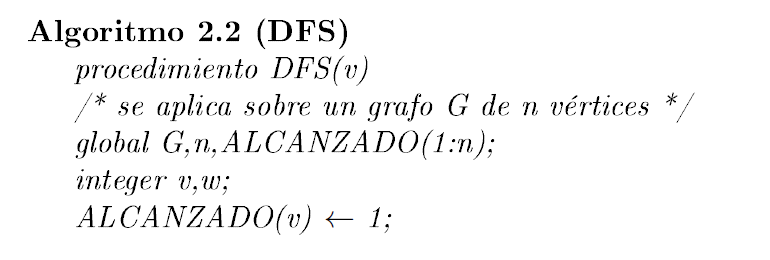 Algoritmo 2.2 (DFS)
procedimiento DFS(v)
/* se aplica sobre un grafo G de n vértices */
global G,n,ALCANZADO(1:n);
integer v,w;
ALCANZADO(v) ← 1;